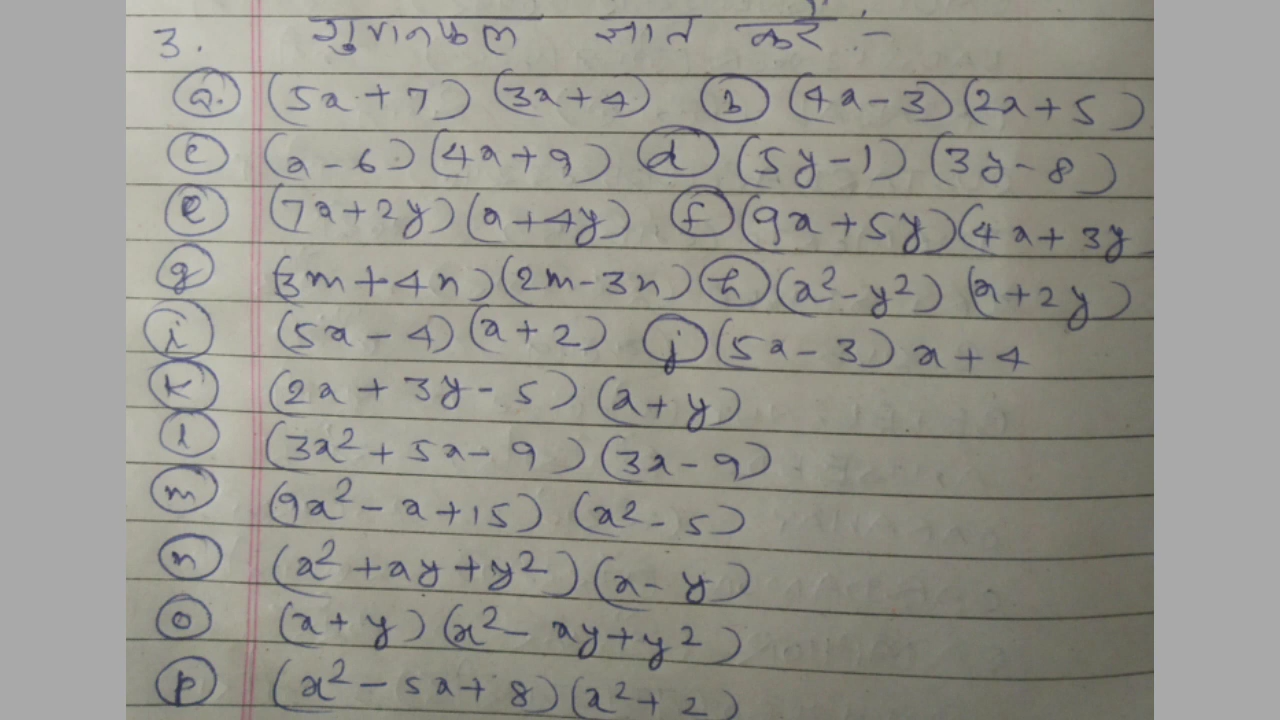 3. गुणनफल ज्ञात करें :-
(a.) (5x + 7) (3x + 4) (b) (4x - 3) (2x + 5)
(c) (x - 6) (4x + 9) (d) (5y - 1) (3y - 8)
(e) (7x + 2y) (x + 4y) (f) (9x + 5y) (4x + 3y
(g) (3m + 4n) (2m - 3n) (h) (x² - y²) (x + 2y)
(i) (5x - 4) (x + 2) (j) (5x - 3) x + 4
(k) (2x + 3y - 5) (x + y)
(l) (3x² + 5x - 9) (3x - 9)
(m) (9x² - x + 15) (x² - 5)
(n) (x² + xy + y²) (x - y)
(o) (x + y) (x² - xy + y²)
(p) (x² - 5x + 8) (x² + 2)